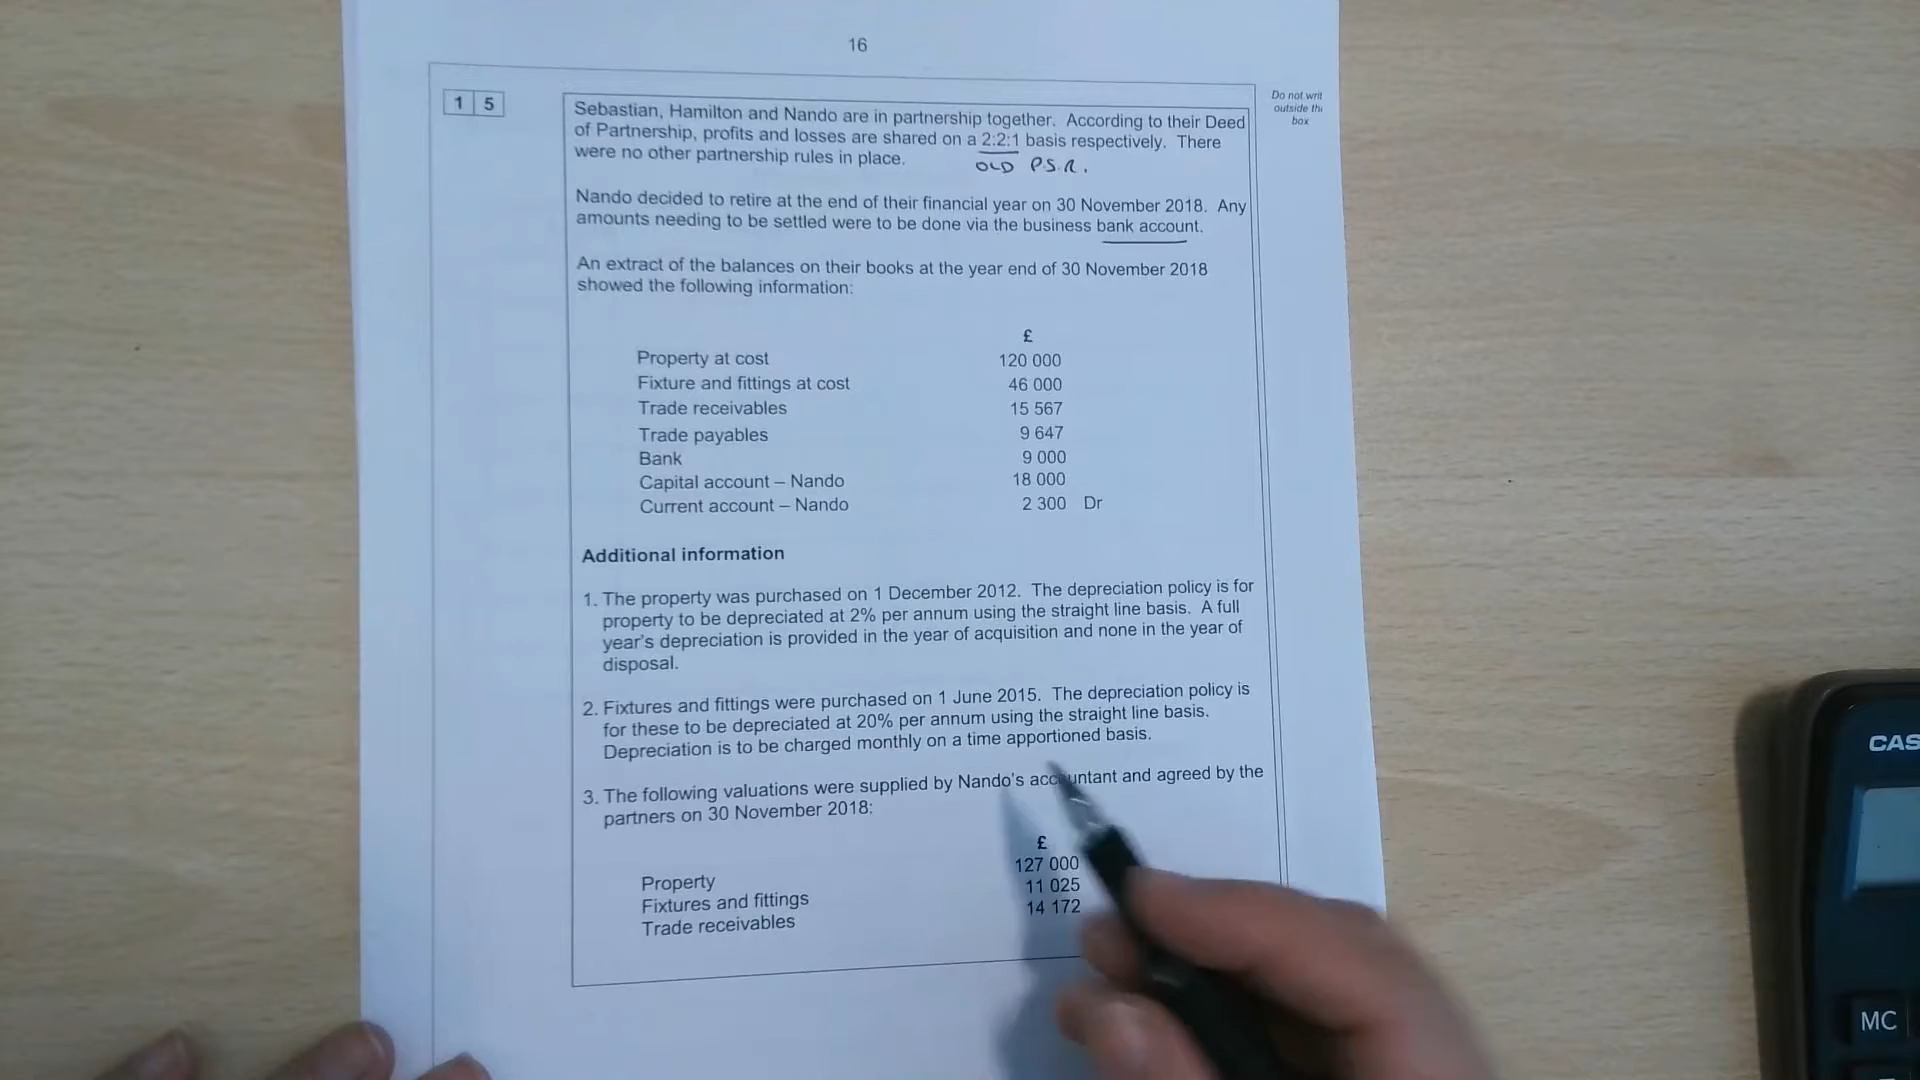 16
1 5
Do not writ
outside the
box
Sebastian, Hamilton and Nando are in partnership together. According to their Deed
of Partnership, profits and losses are shared on a 2:2:1 basis respectively. There
were no other partnership rules in place.
OLD P.S.R.
Nando decided to retire at the end of their financial year on 30 November 2018. Any
amounts needing to be settled were to be done via the business bank account.
An extract of the balances on their books at the year end of 30 November 2018
showed the following information:
£
Property at cost 120 000
Fixture and fittings at cost 46 000
Trade receivables 15 567
Trade payables 9 647
Bank 9 000
Capital account – Nando 18 000
Current account – Nando 2 300 Dr
Additional information
1. The property was purchased on 1 December 2012. The depreciation policy is for
property to be depreciated at 2% per annum using the straight line basis. A full
year's depreciation is provided in the year of acquisition and none in the year of
disposal.
2. Fixtures and fittings were purchased on 1 June 2015. The depreciation policy is
for these to be depreciated at 20% per annum using the straight line basis.
Depreciation is to be charged monthly on a time apportioned basis.
3. The following valuations were supplied by Nando's accountant and agreed by the
partners on 30 November 2018:
£
Property 127 000
Fixtures and fittings 11 025
Trade receivables 14 172
CAS
MC